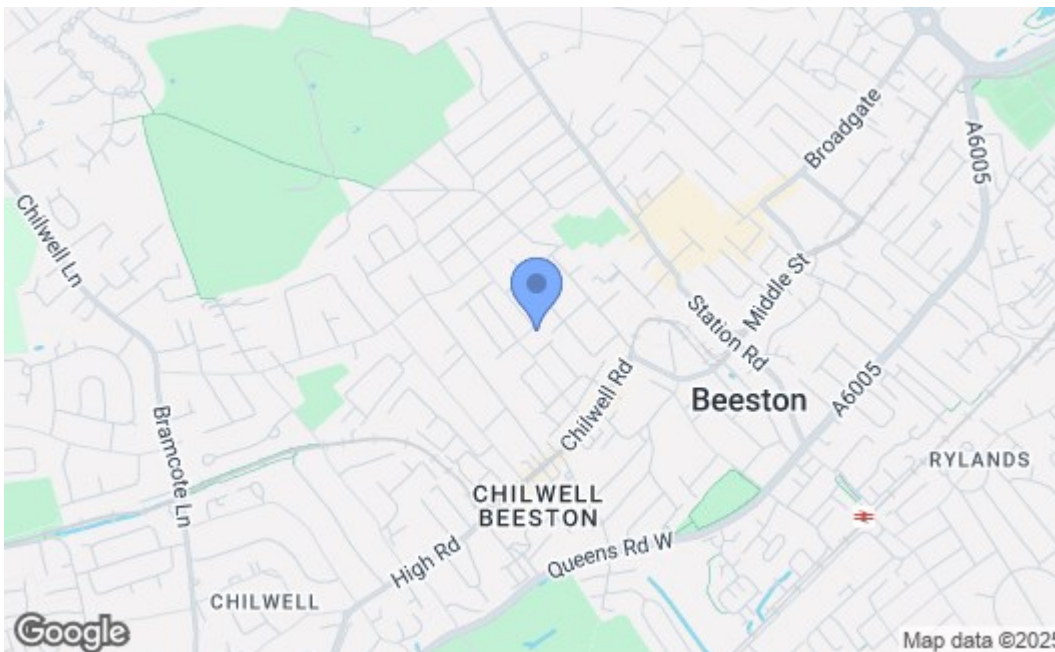 Broadgate
A6005
Chilwell Ln
Middle St
Station Rd
Chilwell Rd
Beeston
A6005
Bramcote Ln
RYLANDS
CHILWELL
BEESTON
High Rd
Queens Rd W
CHILWELL
Google
Map data ©2025